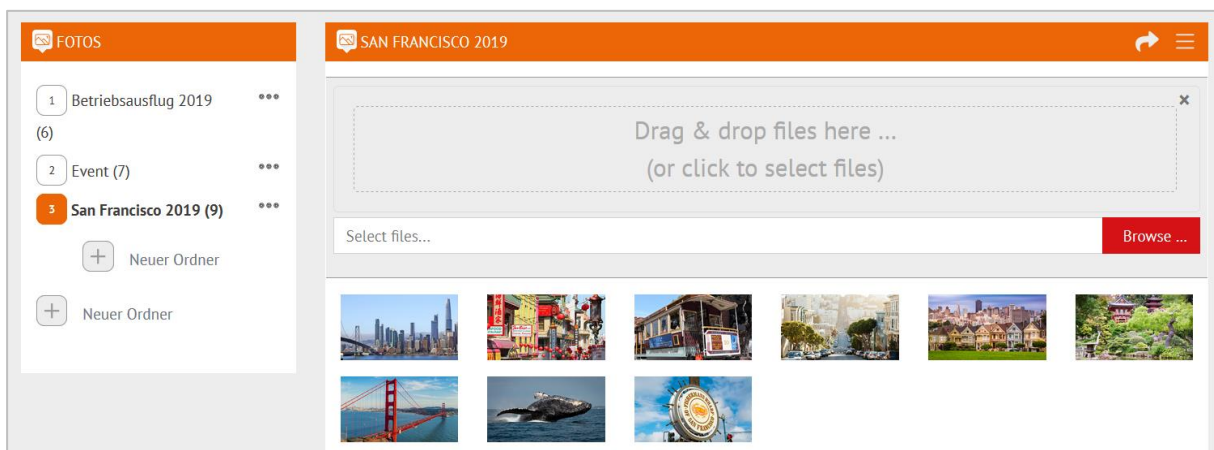 FOTOS
1 Betriebsausflug 2019
(6)
2 Event (7)
3 San Francisco 2019 (9)
Neuer Ordner
Neuer Ordner
SAN FRANCISCO 2019
Drag & drop files here ...
(or click to select files)
Select files...
Browse ...